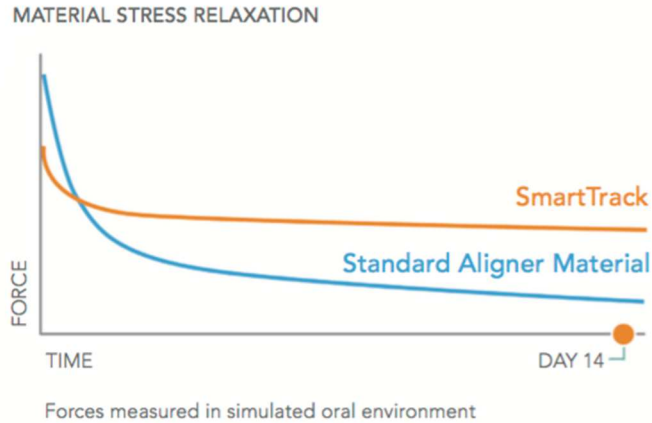 MATERIAL STRESS RELAXATION
SmartTrack
Standard Aligner Material
FORCE
TIME
DAY 14
Forces measured in simulated oral environment